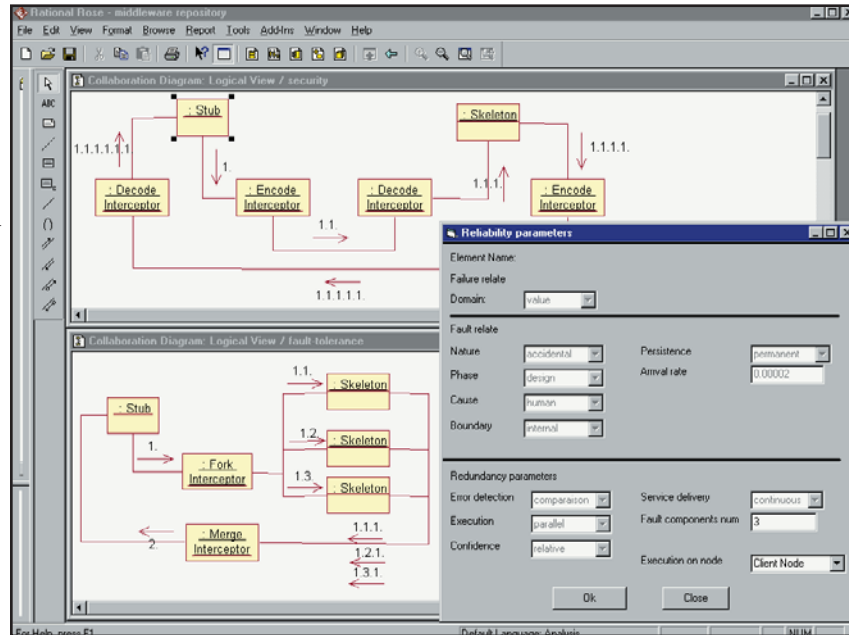 Rational Rose - middleware repository
File Edit View Format Browse Report Tools Add-Ins Window Help
Collaboration Diagram: Logical View / security
ABC
: Stub
: Skeleton
1.1.1.1.1.1.
1.
1.1.1.
1.1.1.1.
: Decode
Interceptor
: Encode
Interceptor
: Decode
Interceptor
: Encode
Interceptor
1.1.
1.1.1.1.1.
Collaboration Diagram: Logical View / fault-tolerance
1.1.
: Skeleton
: Stub
1.
1.2.
: Skeleton
: Fork
Interceptor
1.3.
: Skeleton
: Merge
Interceptor
2.
1.1.1.
1.2.1.
1.3.1.
Reliability parameters
Element Name:
Failure relate
Domain: value
Fault relate
Nature accidental Persistence permanent
Phase design Arrival rate 0.00002
Cause human
Boundary internal
Redundancy parameters
Error detection comparaison Service delivery continuous
Execution parallel Fault components num 3
Confidence relative
Execution on node Client Node
Ok Close
For Help, press F1 Default Language: Analysis NUM